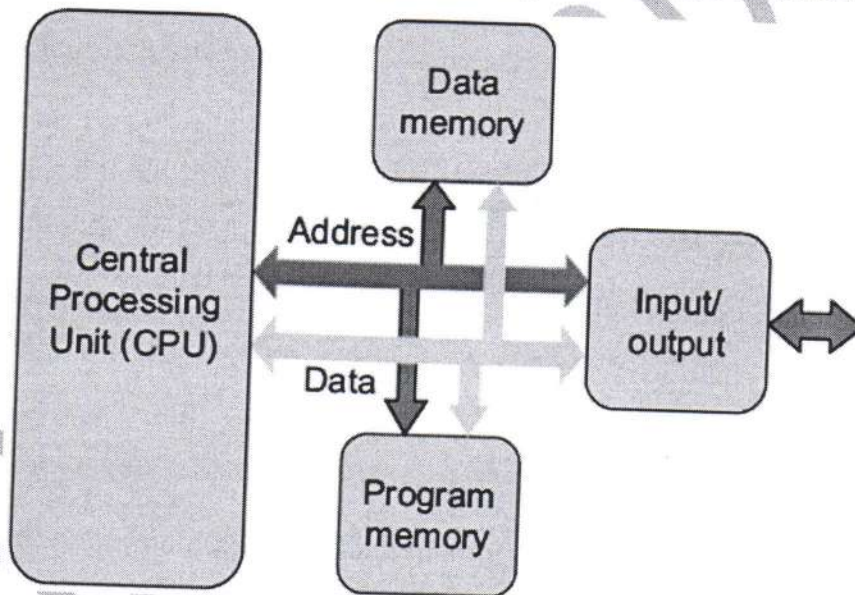 Data
memory
Address
Central
Processing
Unit (CPU)
Input/
output
Data
Program
memory